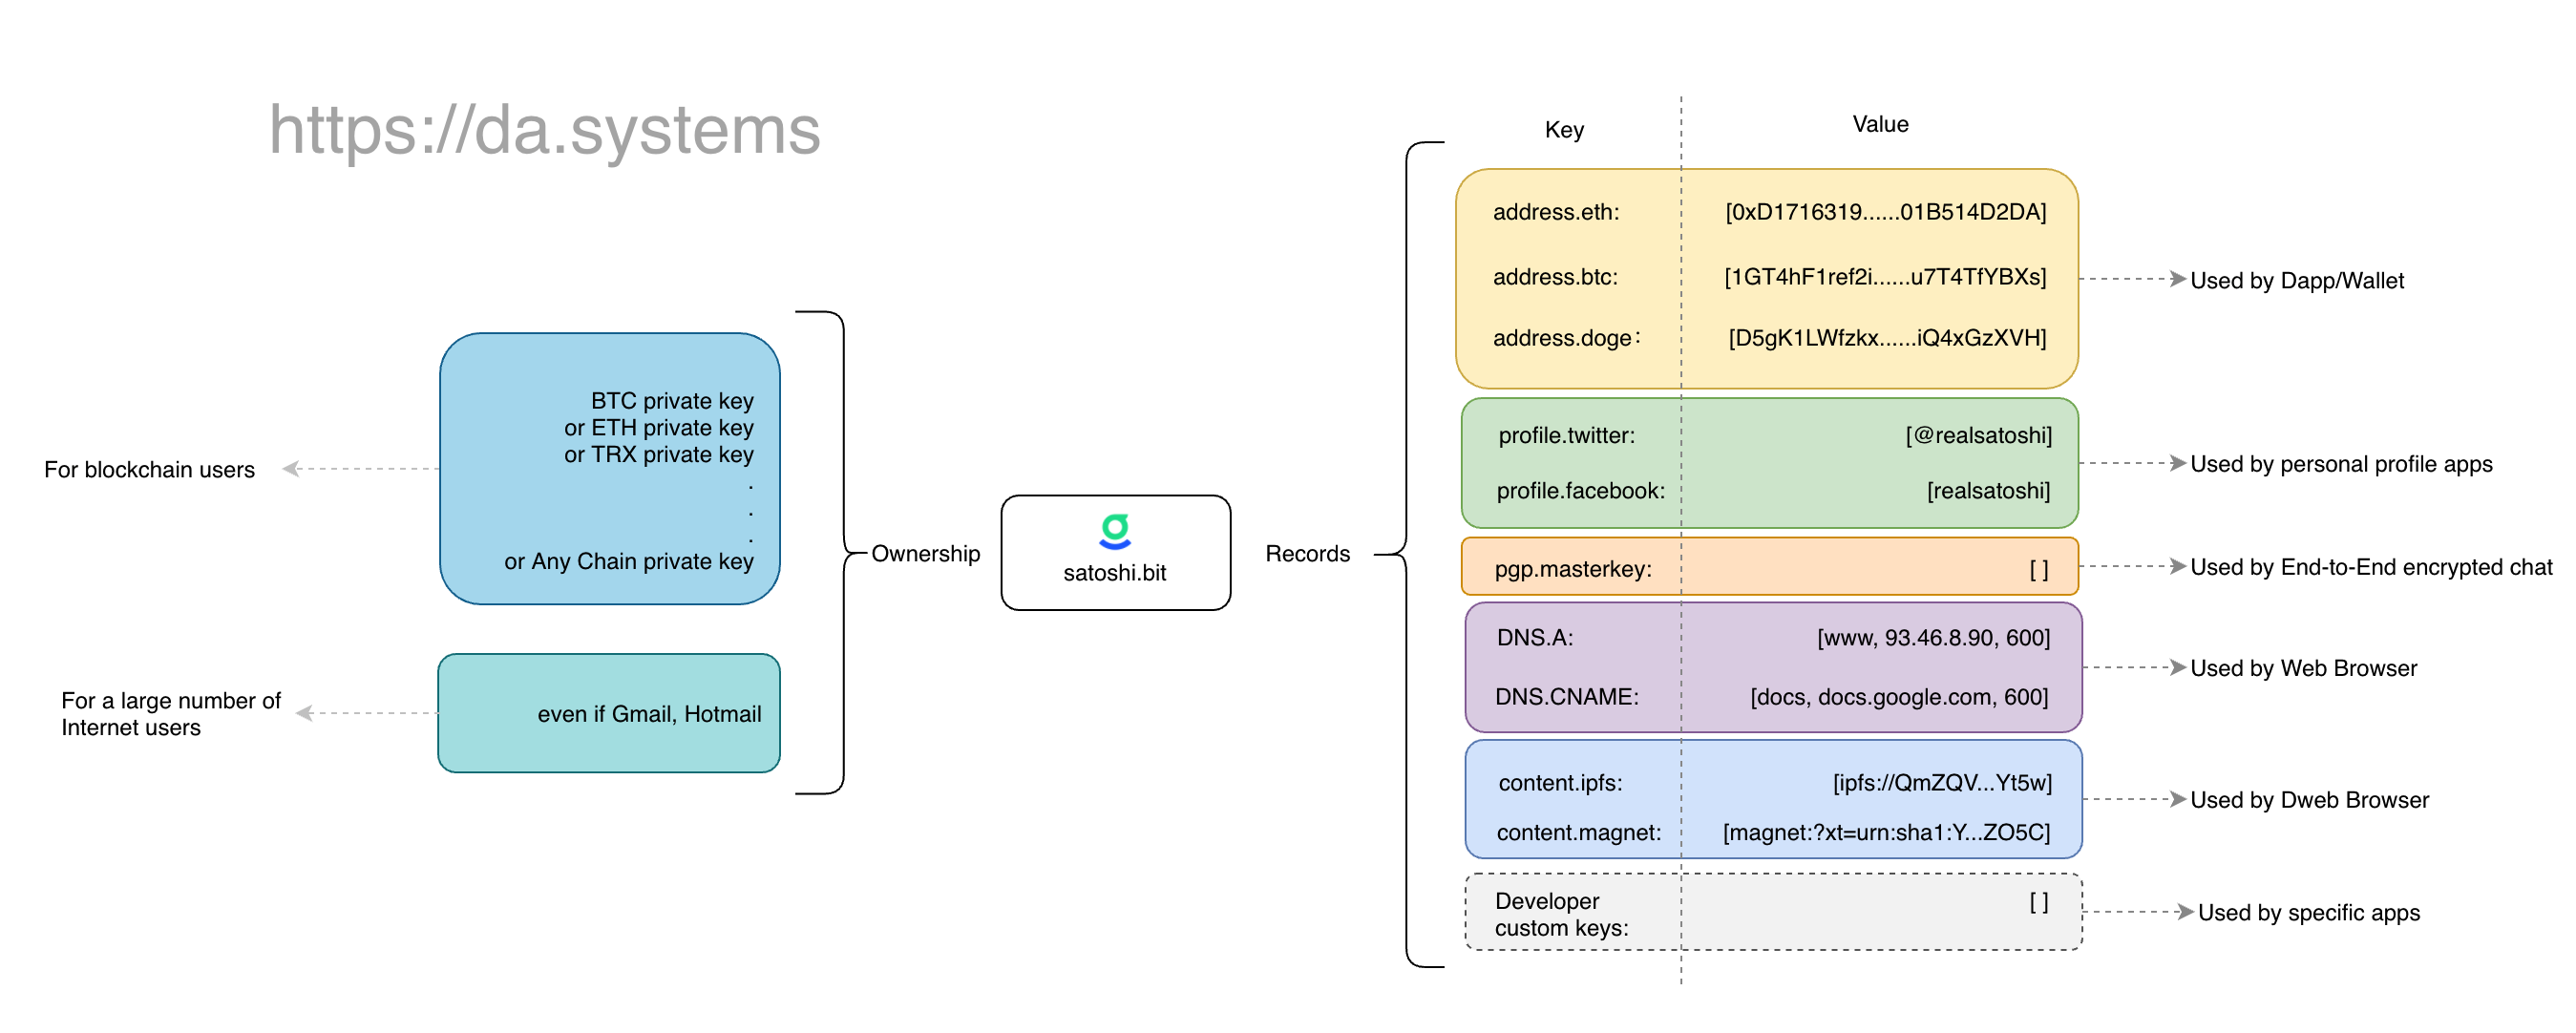 https://da.systems
For blockchain users
BTC private key
or ETH private key
or TRX private key
.
.
.
or Any Chain private key
For a large number of
Internet users
even if Gmail, Hotmail
Ownership
satoshi.bit
Records
Key Value
address.eth: [0xD1716319......01B514D2DA]
address.btc: [1GT4hF1ref2i......u7T4TfYBXs]
address.doge： [D5gK1LWfzkx......iQ4xGzXVH]
Used by Dapp/Wallet
profile.twitter: [@realsatoshi]
profile.facebook: [realsatoshi]
Used by personal profile apps
pgp.masterkey: [ ]
Used by End-to-End encrypted chat
DNS.A: [www, 93.46.8.90, 600]
DNS.CNAME: [docs, docs.google.com, 600]
Used by Web Browser
content.ipfs: [ipfs://QmZQV...Yt5w]
content.magnet: [magnet:?xt=urn:sha1:Y...ZO5C]
Used by Dweb Browser
Developer [ ]
custom keys:
Used by specific apps